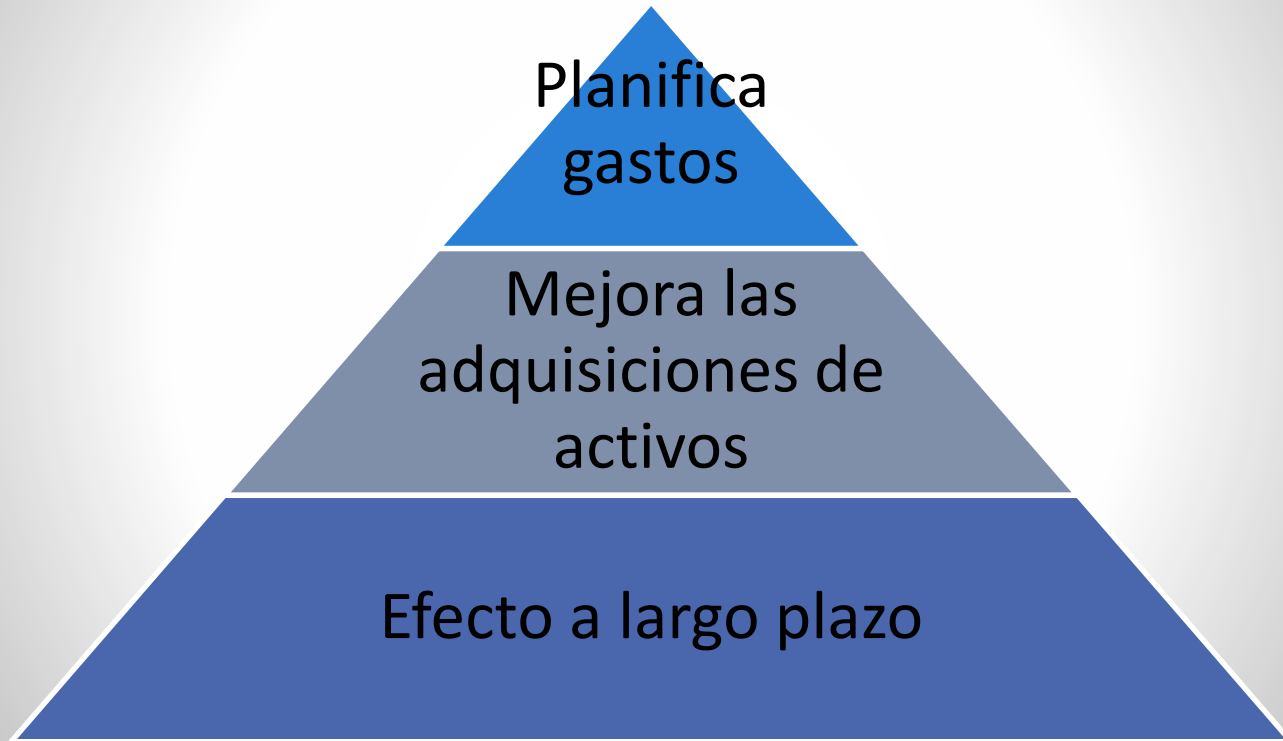 Planifica
gastos
Mejora las
adquisiciones de
activos
Efecto a largo plazo